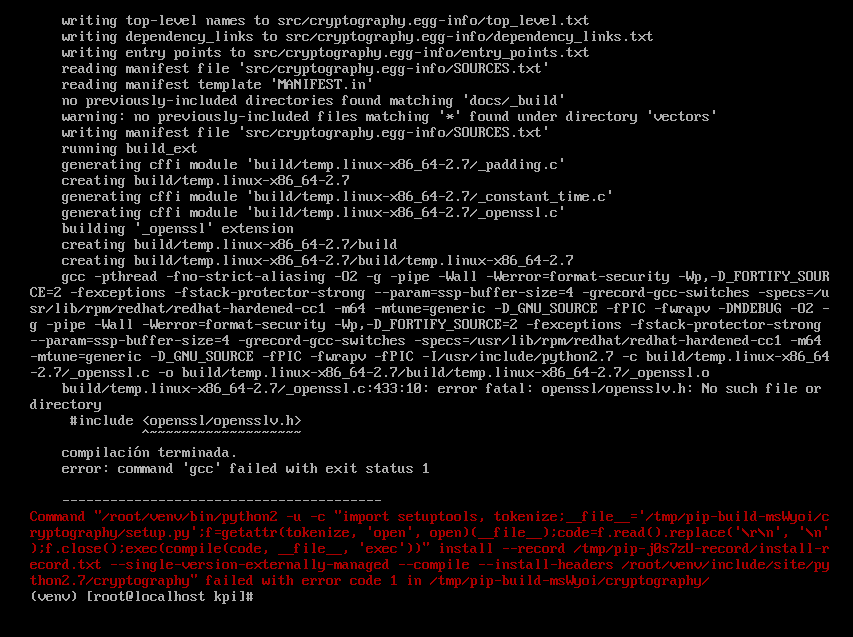 writing top-level names to src/cryptography.egg-info/top_level.txt
writing dependency_links to src/cryptography.egg-info/dependency_links.txt
writing entry points to src/cryptography.egg-info/entry_points.txt
reading manifest file 'src/cryptography.egg-info/SOURCES.txt'
reading manifest template 'MANIFEST.in'
no previously-included directories found matching 'docs/_build'
warning: no previously-included files matching '*' found under directory 'vectors'
writing manifest file 'src/cryptography.egg-info/SOURCES.txt'
running build_ext
generating cffi module 'build/temp.linux-x86_64-2.7/_padding.c'
creating build/temp.linux-x86_64-2.7
generating cffi module 'build/temp.linux-x86_64-2.7/_constant_time.c'
generating cffi module 'build/temp.linux-x86_64-2.7/_openssl.c'
building '_openssl' extension
creating build/temp.linux-x86_64-2.7/build
creating build/temp.linux-x86_64-2.7/build/temp.linux-x86_64-2.7
gcc -pthread -fno-strict-aliasing -O2 -g -pipe -Wall -Werror=format-security -Wp,-D_FORTIFY_SOUR
CE=2 -fexceptions -fstack-protector-strong --param=ssp-buffer-size=4 -grecord-gcc-switches -specs=/u
sr/lib/rpm/redhat/redhat-hardened-cc1 -m64 -mtune=generic -D_GNU_SOURCE -fPIC -fwrapv -DNDEBUG -O2 -
g -pipe -Wall -Werror=format-security -Wp,-D_FORTIFY_SOURCE=2 -fexceptions -fstack-protector-strong
--param=ssp-buffer-size=4 -grecord-gcc-switches -specs=/usr/lib/rpm/redhat/redhat-hardened-cc1 -m64
-mtune=generic -D_GNU_SOURCE -fPIC -fwrapv -fPIC -I/usr/include/python2.7 -c build/temp.linux-x86_64
-2.7/_openssl.c -o build/temp.linux-x86_64-2.7/build/temp.linux-x86_64-2.7/_openssl.o
build/temp.linux-x86_64-2.7/_openssl.c:433:10: error fatal: openssl/opensslv.h: No such file or
directory
#include <openssl/opensslv.h>
^~~~~~~~~~~~~~~~~~~~
compilación terminada.
error: command 'gcc' failed with exit status 1
----------------------------------------
Command "/root/venv/bin/python2 -u -c "import setuptools, tokenize;__file__='/tmp/pip-build-msWyoi/c
ryptography/setup.py';f=getattr(tokenize, 'open', open)(__file__);code=f.read().replace('\r\n', '\n'
);f.close();exec(compile(code, __file__, 'exec'))" install --record /tmp/pip-j0s7zU-record/install-r
ecord.txt --single-version-externally-managed --compile --install-headers /root/venv/include/site/py
thon2.7/cryptography" failed with error code 1 in /tmp/pip-build-msWyoi/cryptography/
(venv) [root@localhost kpi]#